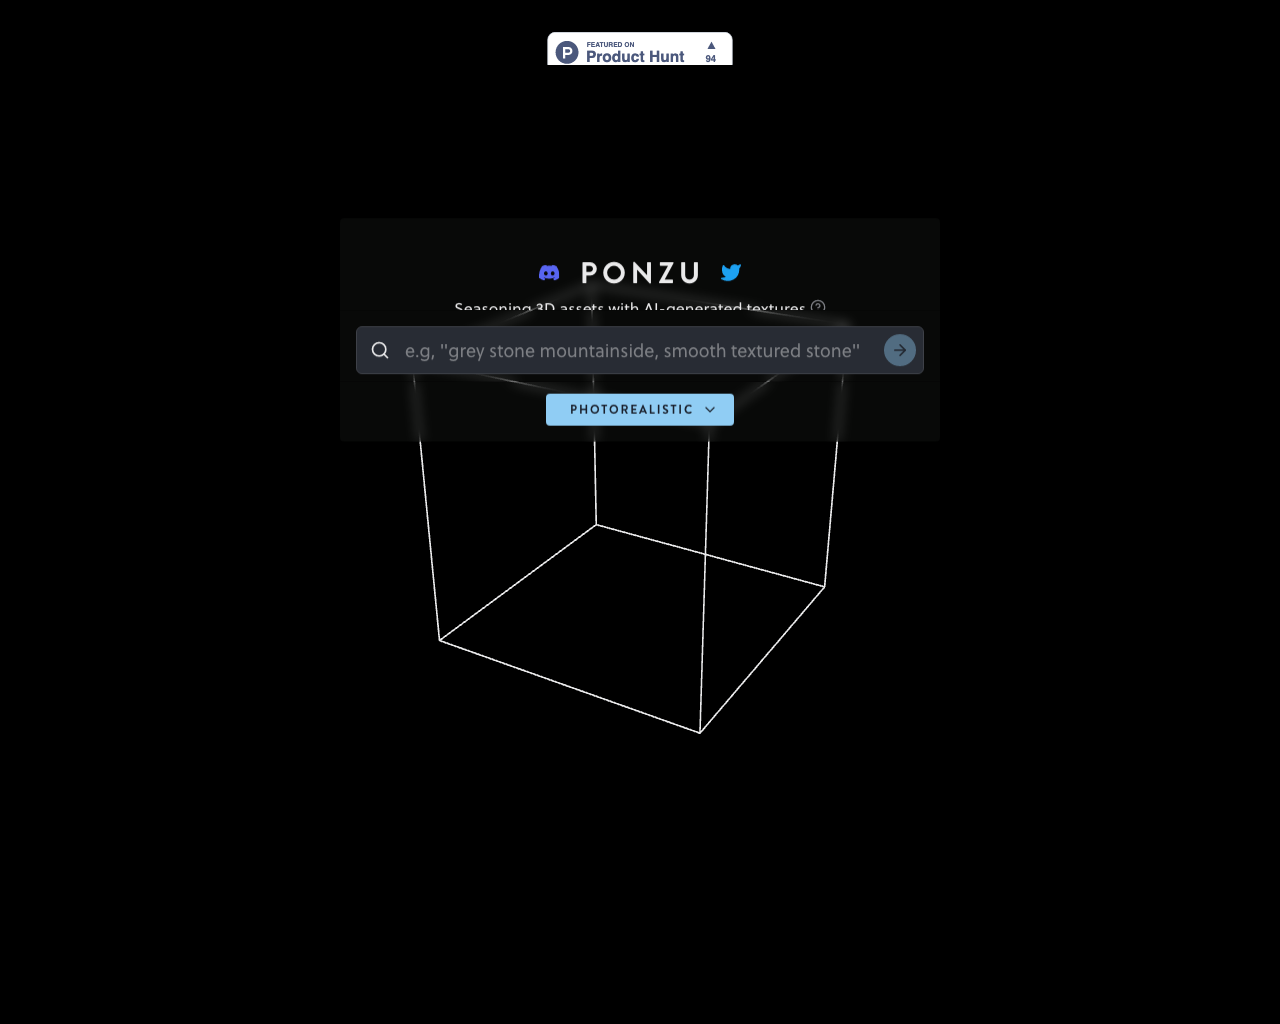 FEATURED ON
Product Hunt
94
PONZU
Seasoning 3D assets with AI-generated textures
e.g, "grey stone mountainside, smooth textured stone"
PHOTOREALISTIC